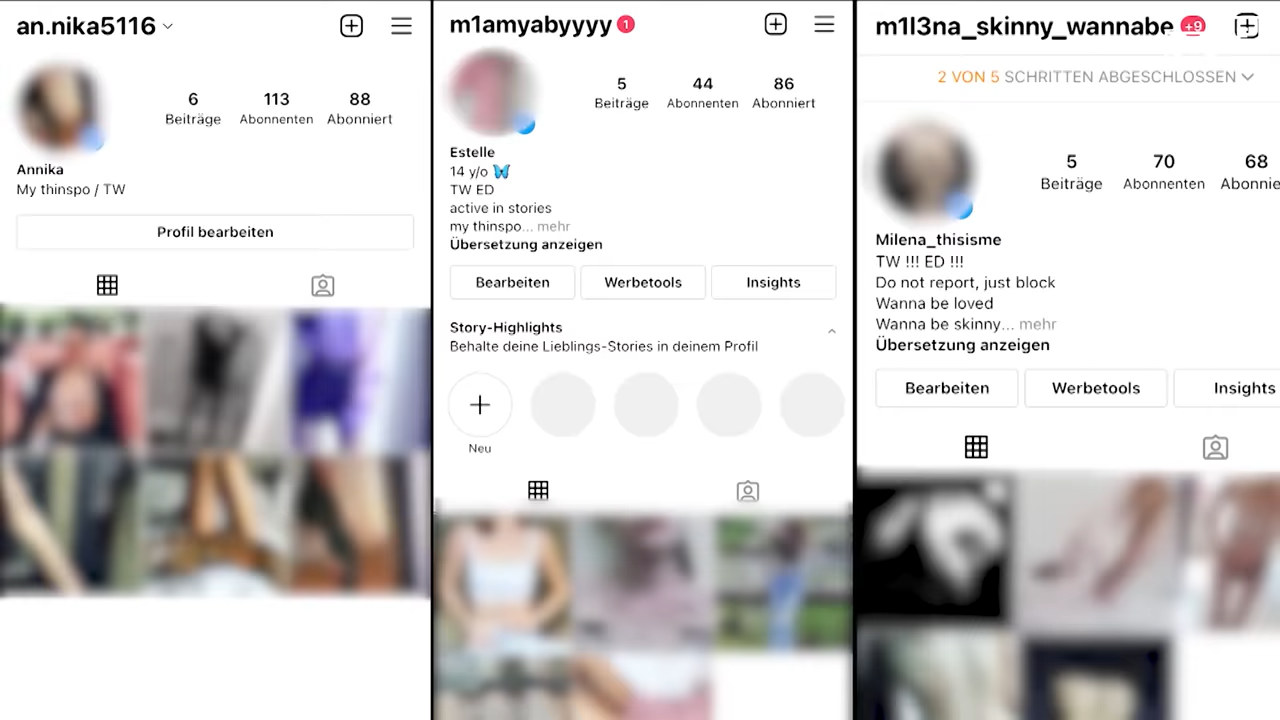 an.nika5116
6 113 88
Beiträge Abonnenten Abonniert
Annika
My thinspo / TW
Profil bearbeiten
m1amyabyyyy 1
5 44 86
Beiträge Abonnenten Abonniert
Estelle
14 y/o 🦋
TW ED
active in stories
my thinspo... mehr
Übersetzung anzeigen
Bearbeiten Werbetools Insights
Story-Highlights
Behalte deine Lieblings-Stories in deinem Profil
Neu
m1l3na_skinny_wannabe +9
2 VON 5 SCHRITTEN ABGESCHLOSSEN
5 70 68
Beiträge Abonnenten Abonnie
Milena_thisisme
TW !!! ED !!!
Do not report, just block
Wanna be loved
Wanna be skinny... mehr
Übersetzung anzeigen
Bearbeiten Werbetools Insights